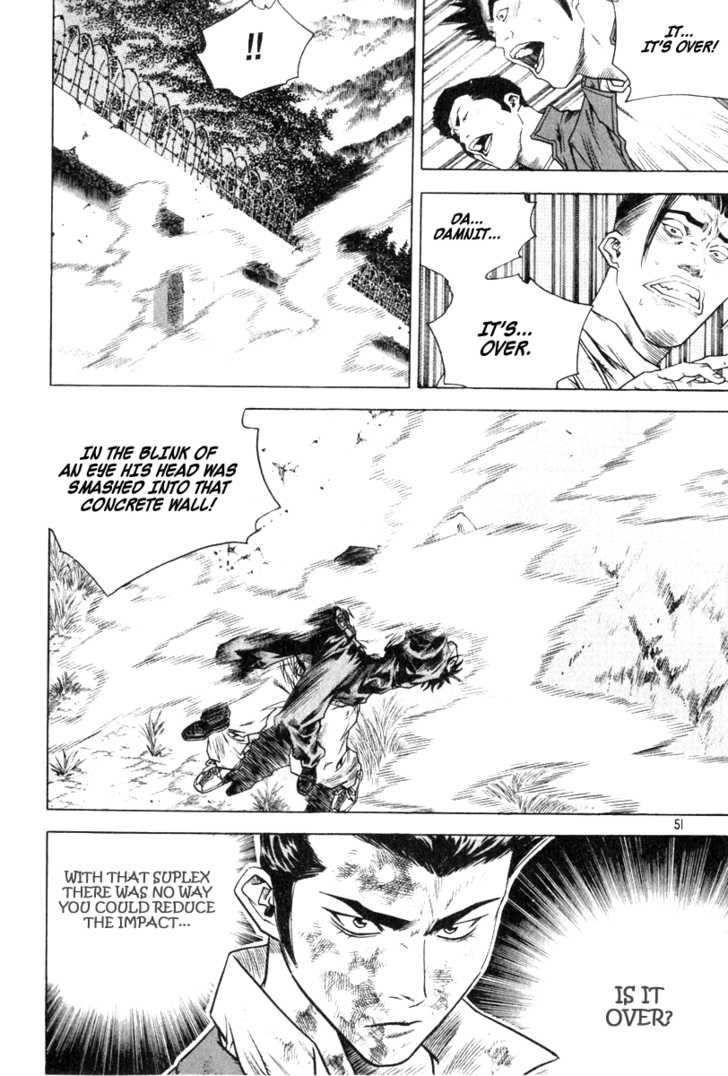 IT...
IT'S OVER!
DA...
DAMNIT...
IT'S...
OVER.
!!
IN THE BLINK OF
AN EYE HIS HEAD WAS
SMASHED INTO THAT
CONCRETE WALL!
51
WITH THAT SUPLEX
THERE WAS NO WAY
YOU COULD REDUCE
THE IMPACT...
IS IT
OVER?